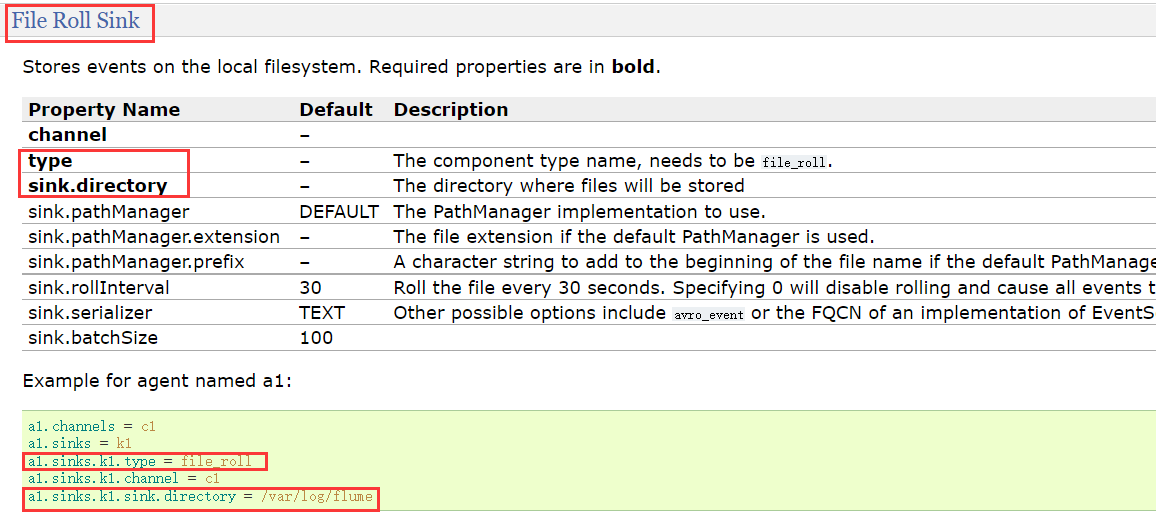 File Roll Sink
Stores events on the local filesystem. Required properties are in bold.
Property Name Default Description
channel –
type – The component type name, needs to be file_roll.
sink.directory – The directory where files will be stored
sink.pathManager DEFAULT The PathManager implementation to use.
sink.pathManager.extension – The file extension if the default PathManager is used.
sink.pathManager.prefix – A character string to add to the beginning of the file name if the default PathManage
sink.rollInterval 30 Roll the file every 30 seconds. Specifying 0 will disable rolling and cause all events t
sink.serializer TEXT Other possible options include avro_event or the FQCN of an implementation of EventS
sink.batchSize 100
Example for agent named a1:
a1.channels = c1
a1.sinks = k1
a1.sinks.k1.type = file_roll
a1.sinks.k1.channel = c1
a1.sinks.k1.sink.directory = /var/log/flume